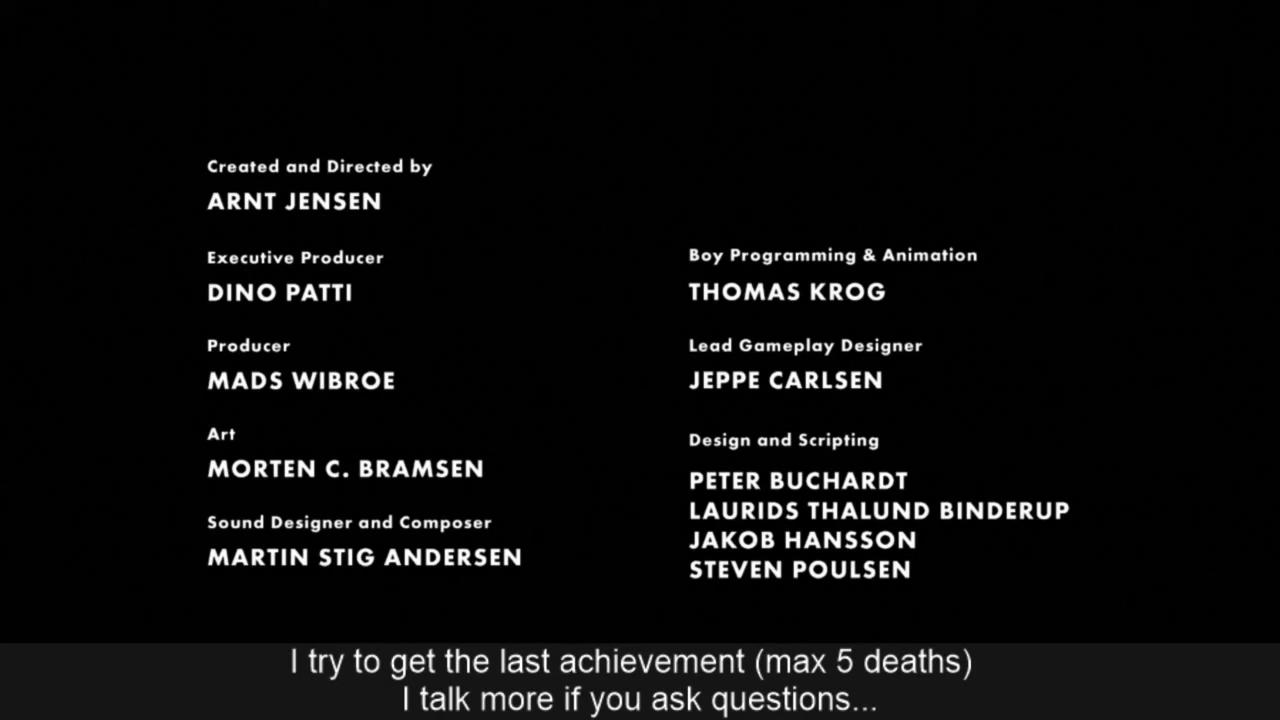 Created and Directed by
ARNT JENSEN
Executive Producer
DINO PATTI
Producer
MADS WIBROE
Art
MORTEN C. BRAMSEN
Sound Designer and Composer
MARTIN STIG ANDERSEN
Boy Programming & Animation
THOMAS KROG
Lead Gameplay Designer
JEPPE CARLSEN
Design and Scripting
PETER BUCHARDT
LAURIDS THALUND BINDERUP
JAKOB HANSSON
STEVEN POULSEN
I try to get the last achievement (max 5 deaths)
I talk more if you ask questions...